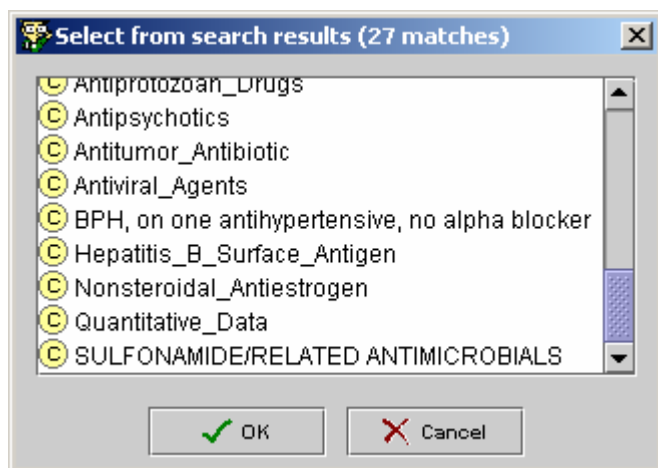 Select from search results (27 matches)
C Antiprotozoan_Drugs
C Antipsychotics
C Antitumor_Antibiotic
C Antiviral_Agents
C BPH, on one antihypertensive, no alpha blocker
C Hepatitis_B_Surface_Antigen
C Nonsteroidal_Antiestrogen
C Quantitative_Data
C SULFONAMIDE/RELATED ANTIMICROBIALS
OK Cancel